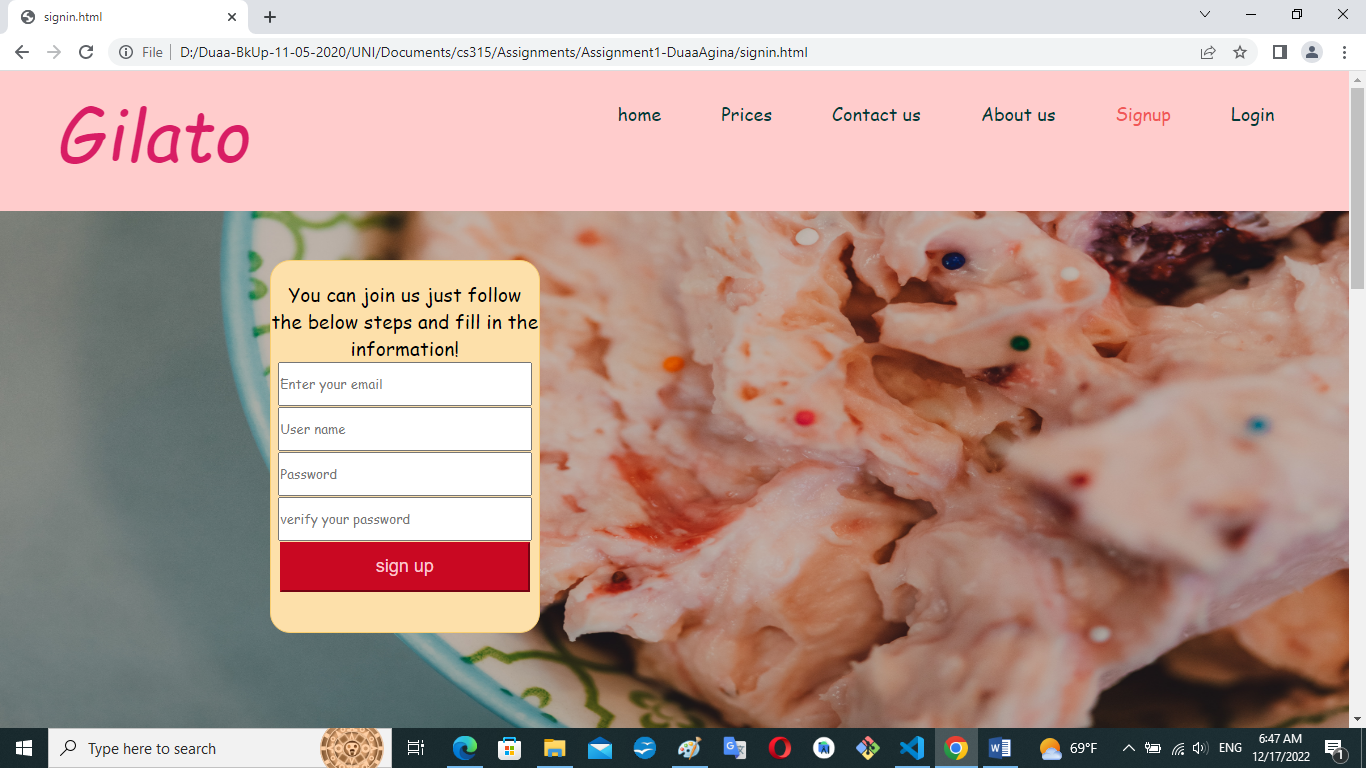 signin.html
File
D:/Duaa-BkUp-11-05-2020/UNI/Documents/cs315/Assignments/Assignment1-DuaaAgina/signin.html
Gilato
home Prices Contact us About us Signup Login
You can join us just follow
the below steps and fill in the
information!
Enter your email
User name
Password
verify your password
sign up
Type here to search
69°F
ENG
6:47 AM
12/17/2022
1